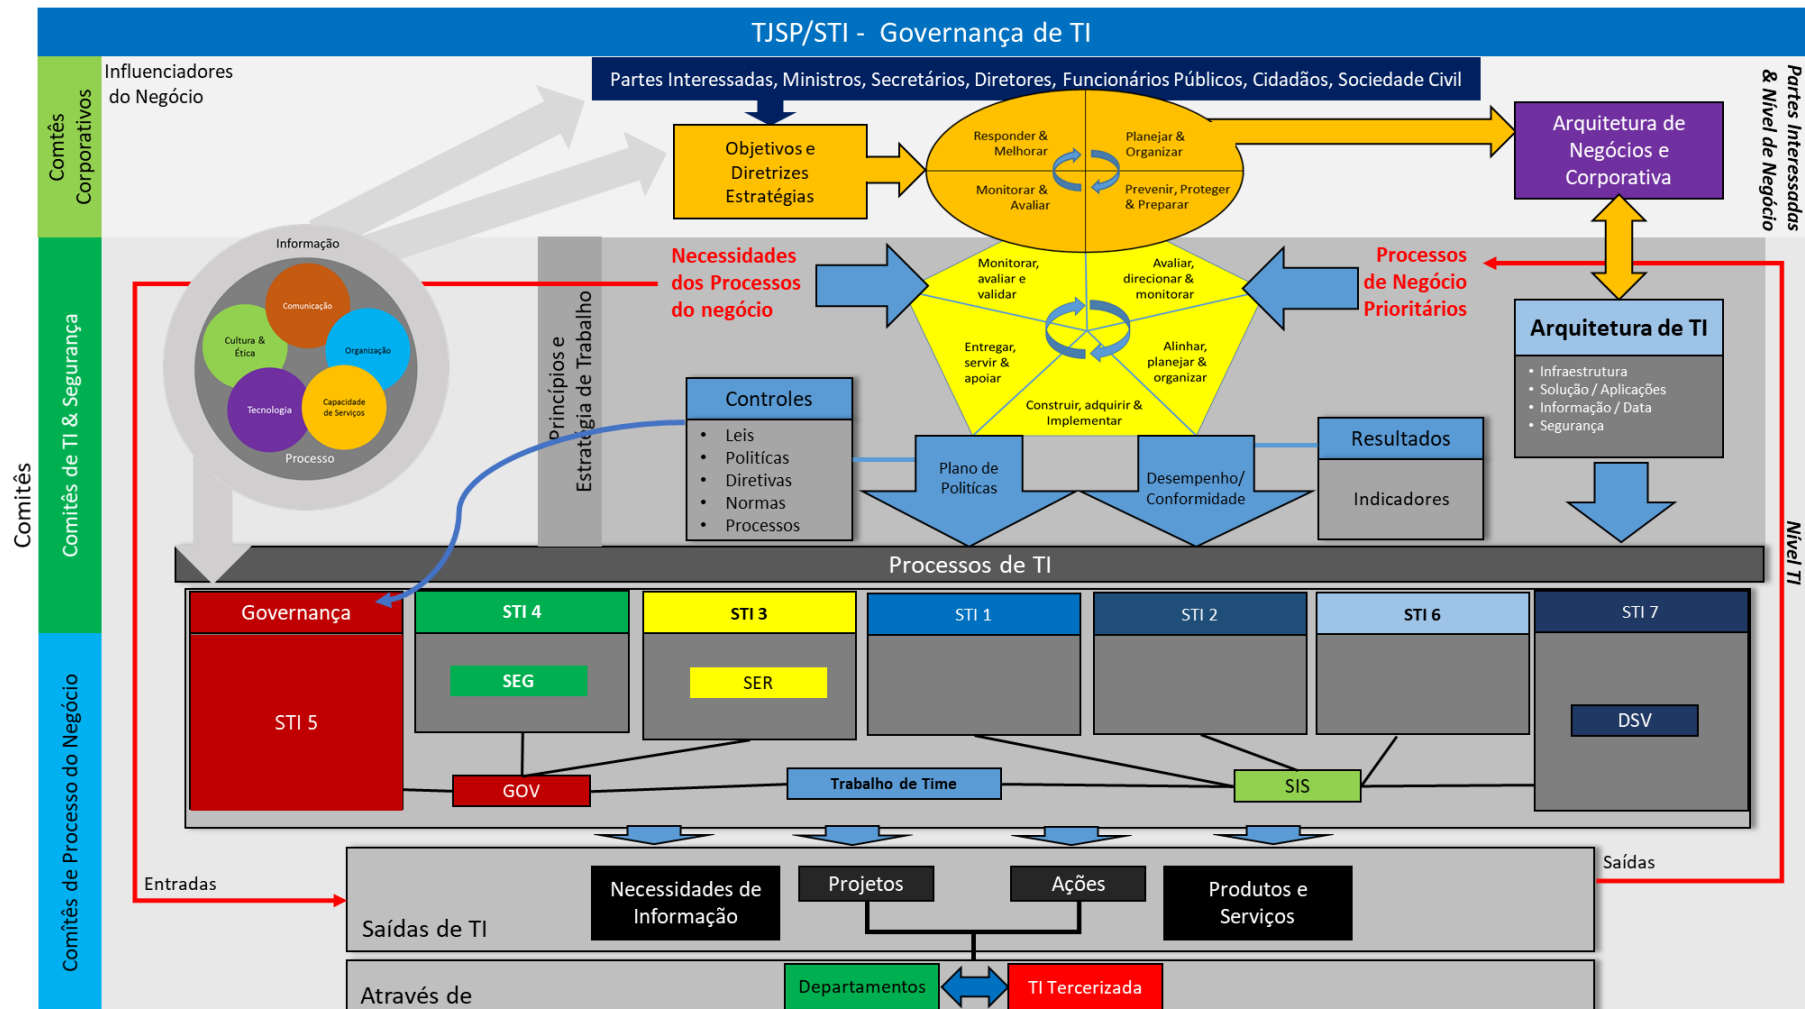 TJSP/STI - Governança de TI
Influenciadores
do Negócio
Partes Interessadas, Ministros, Secretários, Diretores, Funcionários Públicos, Cidadãos, Sociedade Civil
Partes Interessadas
& Nível de Negócio
Comitês
Comtês
Corporativos
Comitês de TI & Segurança
Comîtês de Processo do Negócio
Objetivos e
Diretrizes
Estratégias
Responder &
Melhorar
Planejar &
Organizar
Monitorar &
Avaliar
Prevenir, Proteger
& Preparar
Arquitetura de
Negócios e
Corporativa
Informação
Comunicação
Cultura &
Ética
Organização
Tecnologia
Capacidade
de Serviços
Processo
Princípios e
Estratégia de Trabalho
Necessidades
dos Processos
do negócio
Monitorar,
avaliar e
validar
Avaliar,
direcionar &
monitorar
Entregar,
servir &
apoiar
Alinhar,
planejar &
organizar
Construir, adquirir &
Implementar
Processos
de Negócio
Prioritários
Arquitetura de TI
• Infraestrutura
• Solução / Aplicações
• Informação / Data
• Segurança
Controles
• Leis
• Politícas
• Diretivas
• Normas
• Processos
Plano de
Politícas
Desempenho/
Conformidade
Resultados
Indicadores
Nível TI
Processos de TI
Governança
STI 4
STI 3
STI 1
STI 2
STI 6
STI 7
SEG
SER
STI 5
DSV
GOV
Trabalho de Time
SIS
Entradas
Saídas
Necessidades de
Informação
Projetos
Ações
Produtos e
Serviços
Saídas de TI
Departamentos
TI Tercerizada
Através de